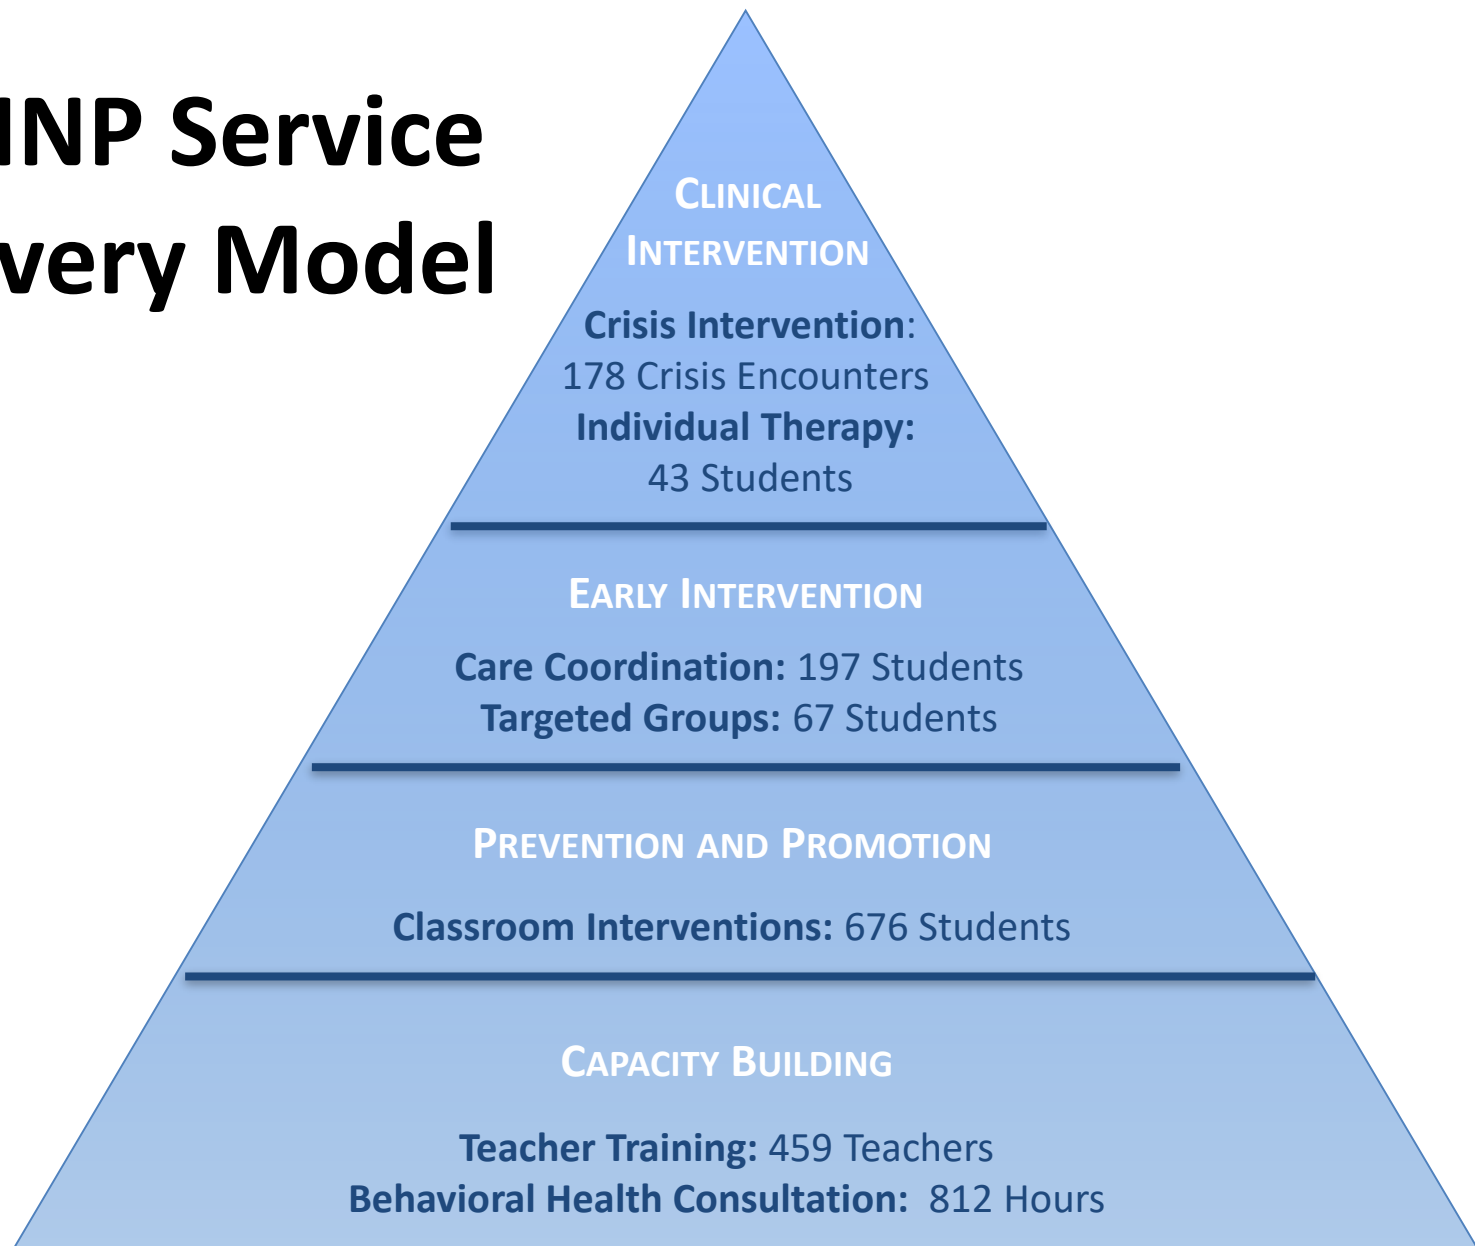 INP Service
very Model
CLINICAL
INTERVENTION
Crisis Intervention:
178 Crisis Encounters
Individual Therapy:
43 Students
EARLY INTERVENTION
Care Coordination: 197 Students
Targeted Groups: 67 Students
PREVENTION AND PROMOTION
Classroom Interventions: 676 Students
CAPACITY BUILDING
Teacher Training: 459 Teachers
Behavioral Health Consultation: 812 Hours